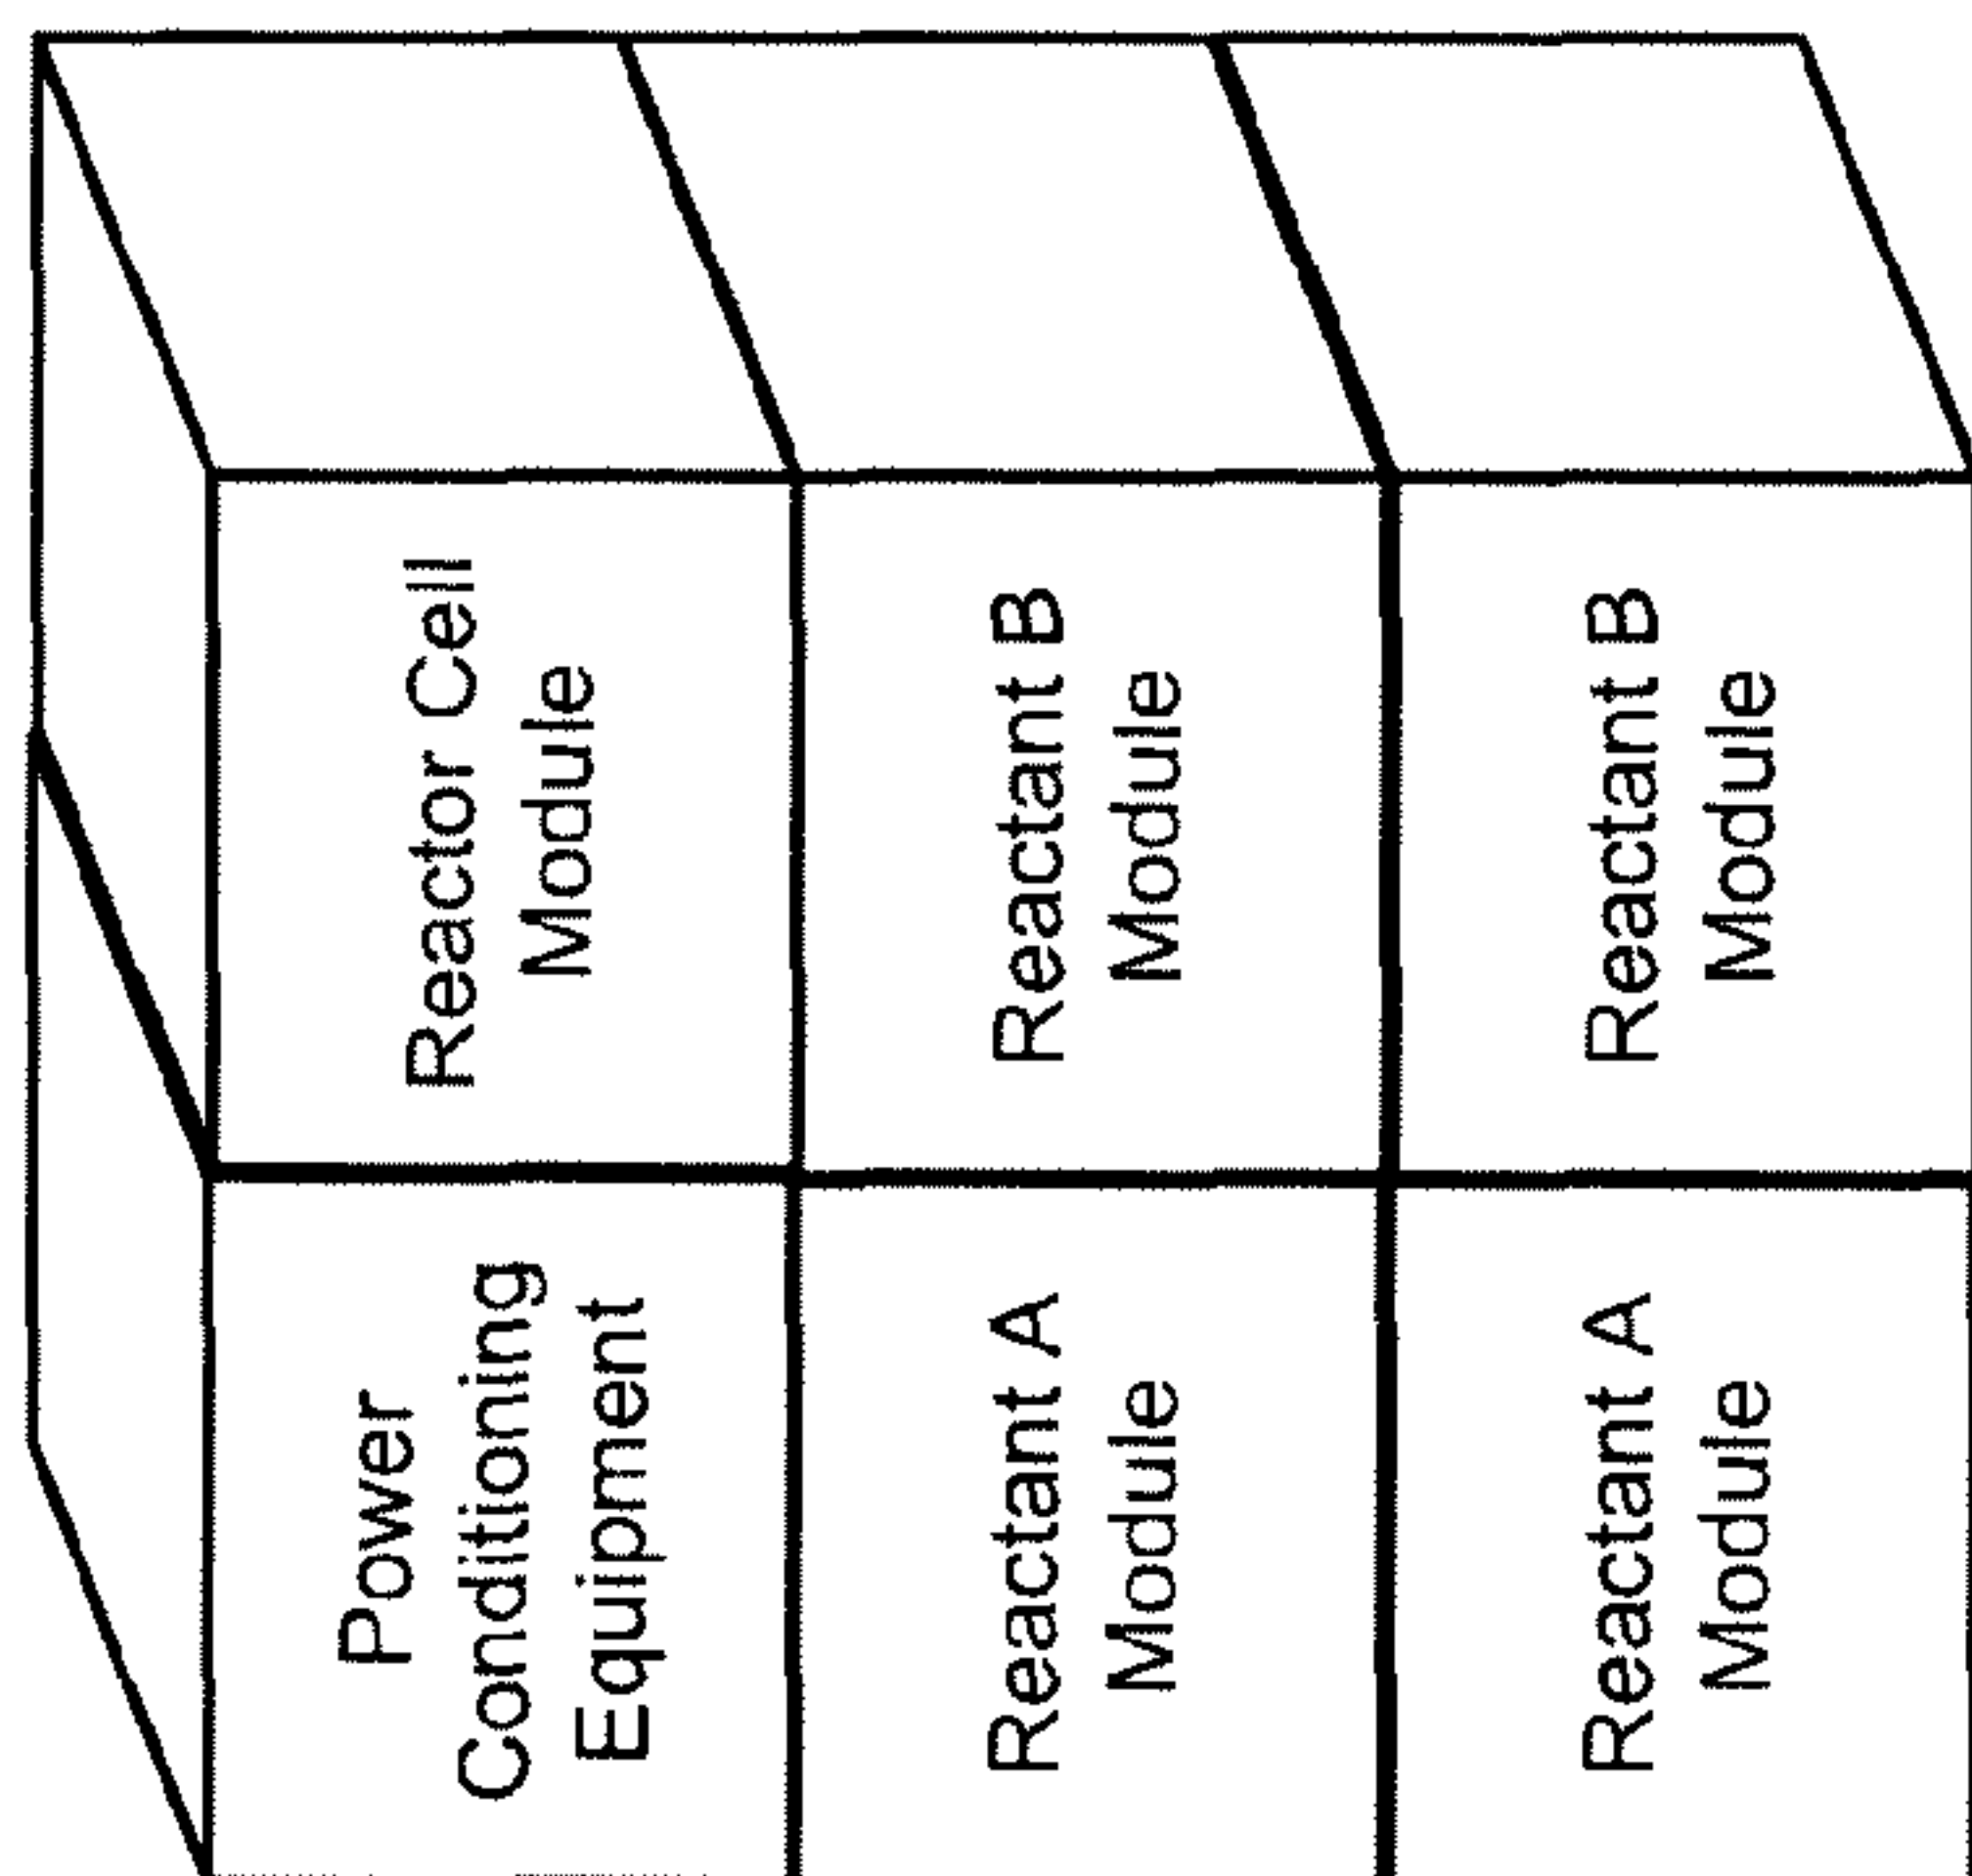 Power
Conditioning
Equipment
Reactor Cell
Module
Reactant A
Module
Reactant B
Module
Reactant A
Module
Reactant B
Module